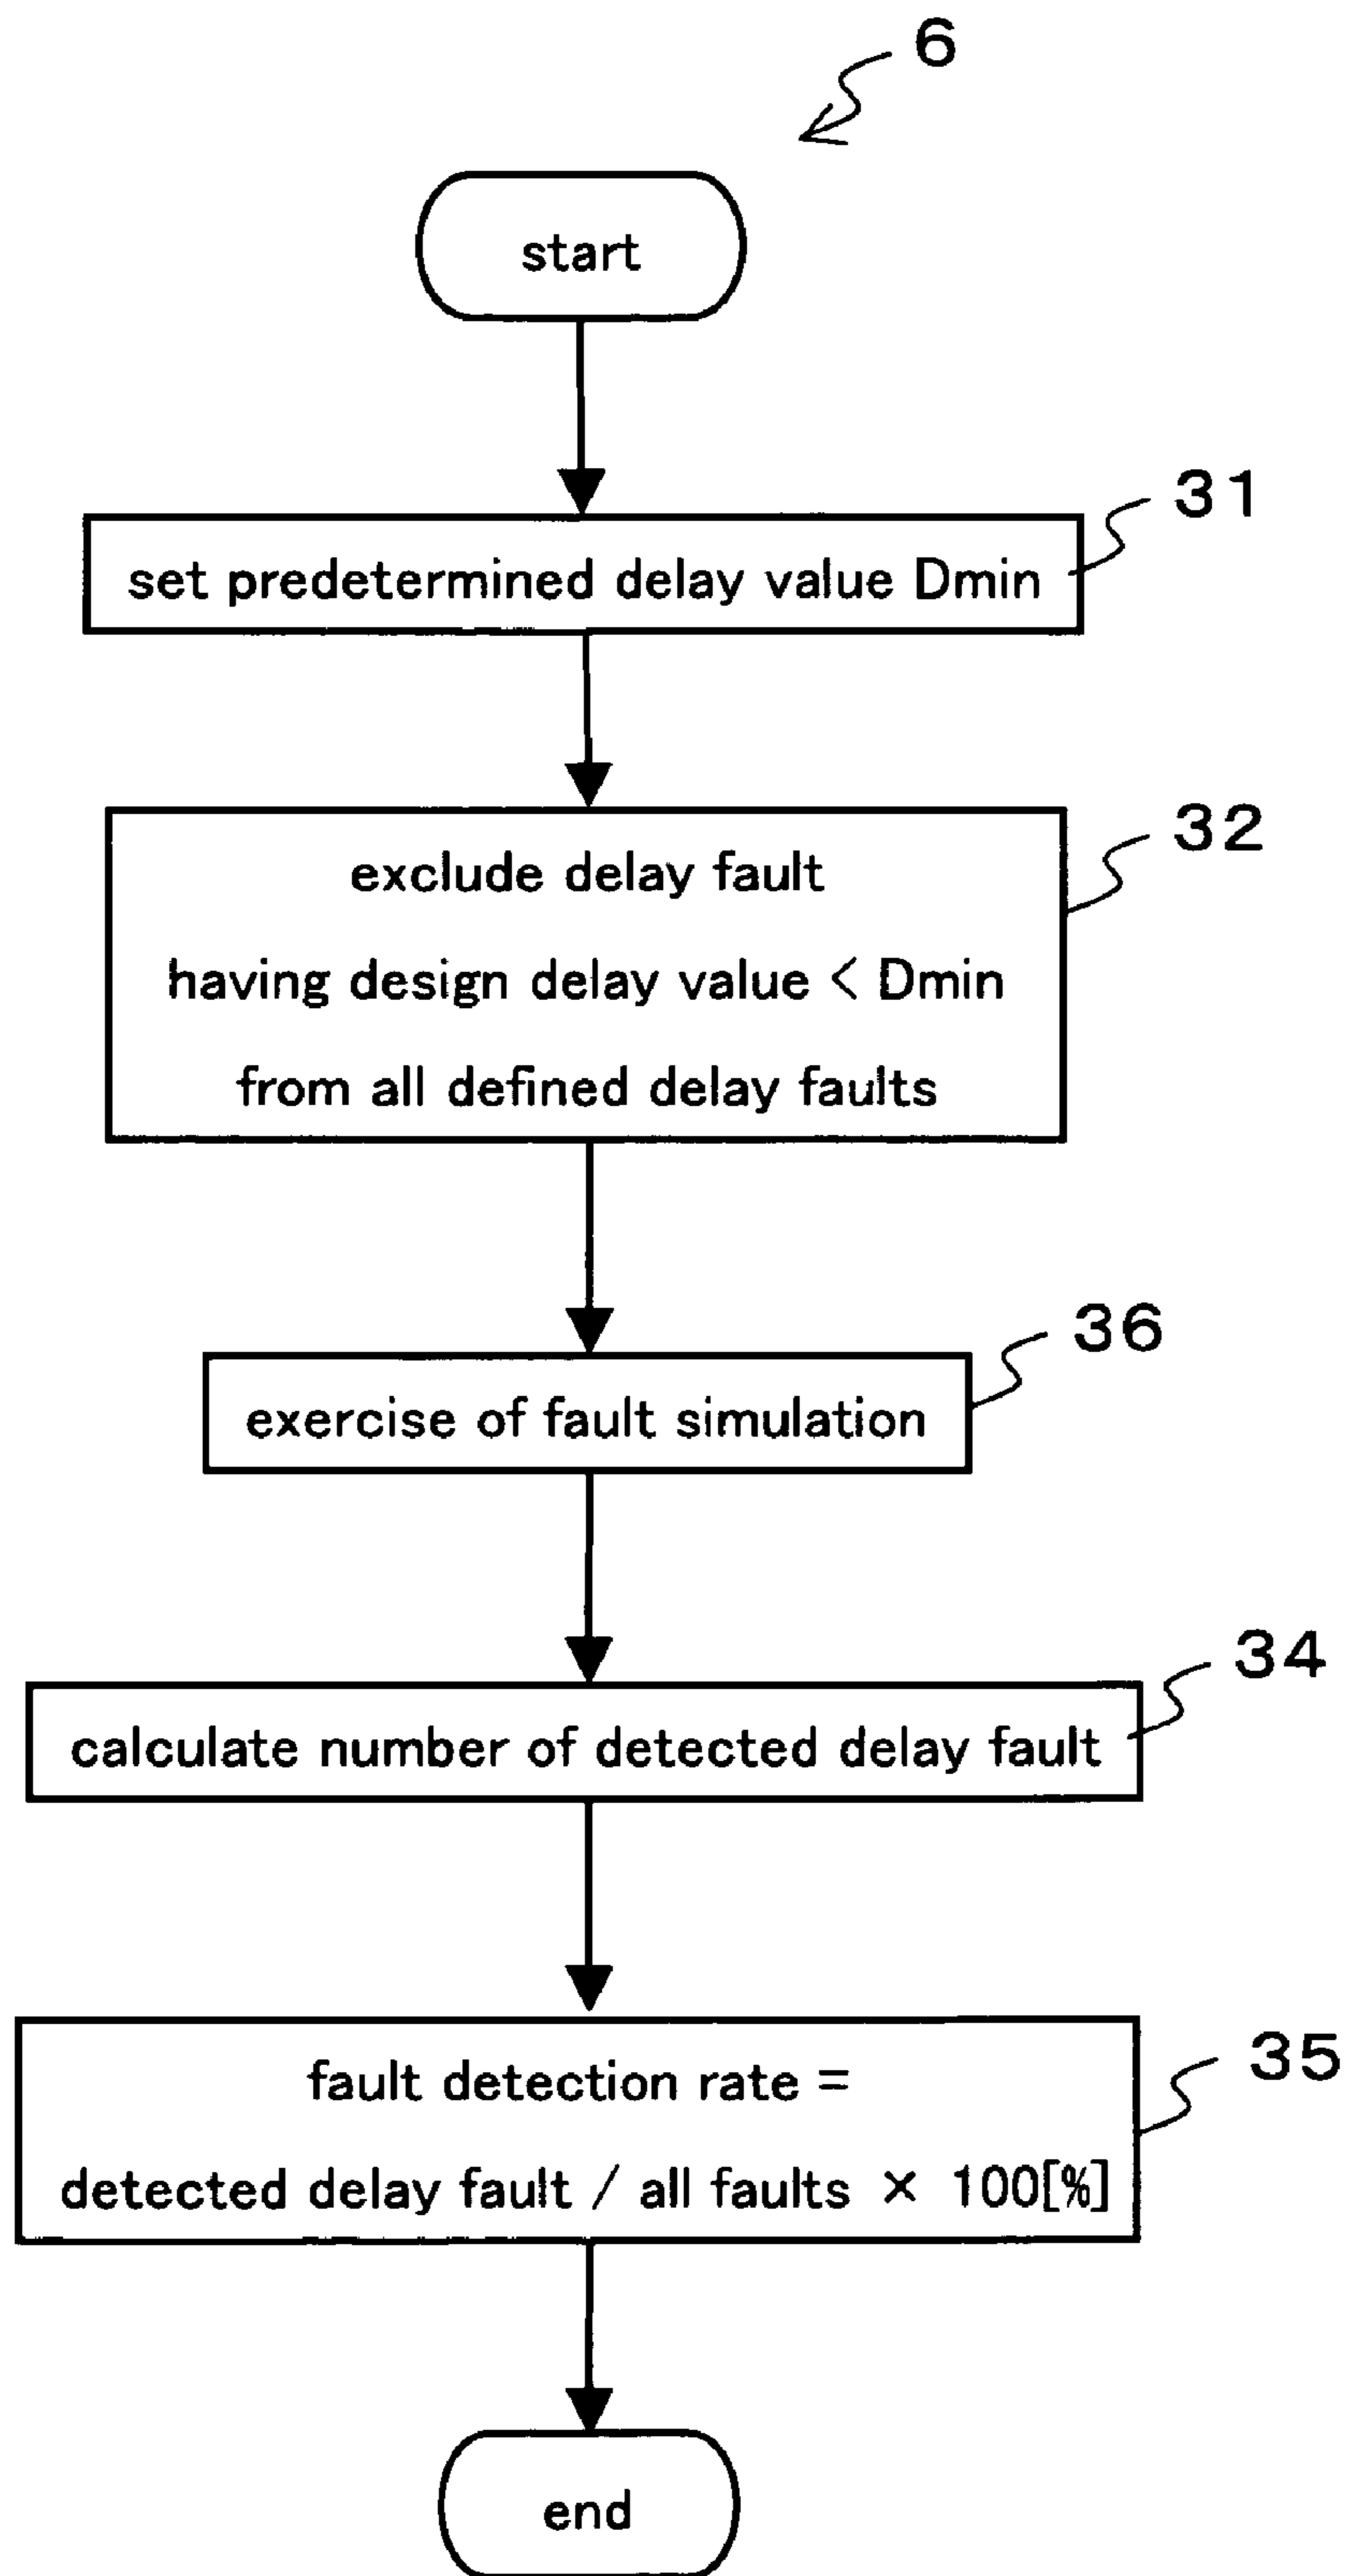 6
start
31
set predetermined delay value Dmin
32
exclude delay fault
having design delay value < Dmin
from all defined delay faults
36
exercise of fault simulation
34
calculate number of detected delay fault
35
fault detection rate =
detected delay fault / all faults × 100[%]
end